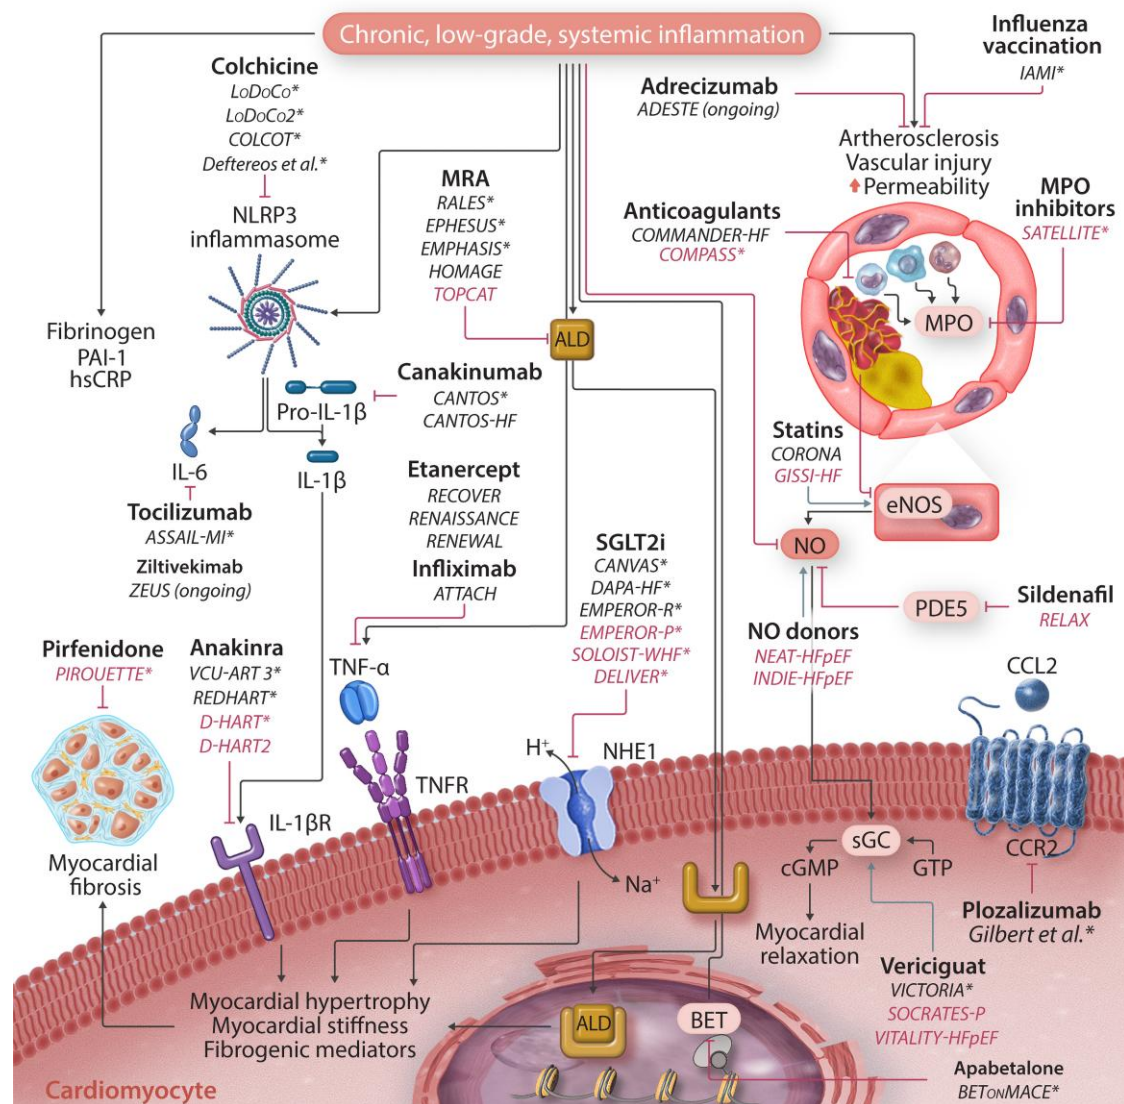 Chronic, low-grade, systemic inflammation
Influenza
vaccination
IAMI*
Colchicine
LoDoCo*
LoDoCo2*
COLCOT*
Deftereos et al.*
Adrecizumab
ADESTE (ongoing)
Artherosclerosis
Vascular injury
Permeability
MRA
RALES*
EPHESUS*
EMPHASIS*
HOMAGE
TOPCAT
NLRP3
inflammasome
Anticoagulants
COMMANDER-HF
COMPASS*
MPO
inhibitors
SATELLITE*
MPO
Fibrinogen
PAI-1
hsCRP
ALD
Pro-IL-1β
Canakinumab
CANTOS*
CANTOS-HF
IL-6
IL-1β
Statins
CORONA
GISSI-HF
eNOS
Tocilizumab
ASSAIL-MI*
Ziltivekimab
ZEUS (ongoing)
Etanercept
RECOVER
RENAISSANCE
RENEWAL
Infliximab
ATTACH
SGLT2i
CANVAS*
DAPA-HF*
EMPEROR-R*
EMPEROR-P*
SOLOIST-WHF*
DELIVER*
NO
PDE5
Sildenafil
RELAX
NO donors
NEAT-HFpEF
INDIE-HFpEF
Pirfenidone
PIROUETTE*
Anakinra
VCU-ART 3*
REDHART*
D-HART*
D-HART2
TNF-α
CCL2
H+
NHE1
TNFR
IL-1βR
Myocardial
fibrosis
Na+
sGC
cGMP
GTP
CCR2
Myocardial
relaxation
Plozalizumab
Gilbert et al.*
Vericiguat
VICTORIA*
SOCRATES-P
VITALITY-HFpEF
Myocardial hypertrophy
Myocardial stiffness
Fibrogenic mediators
ALD
BET
Apabetalone
BETonMACE*
Cardiomyocyte